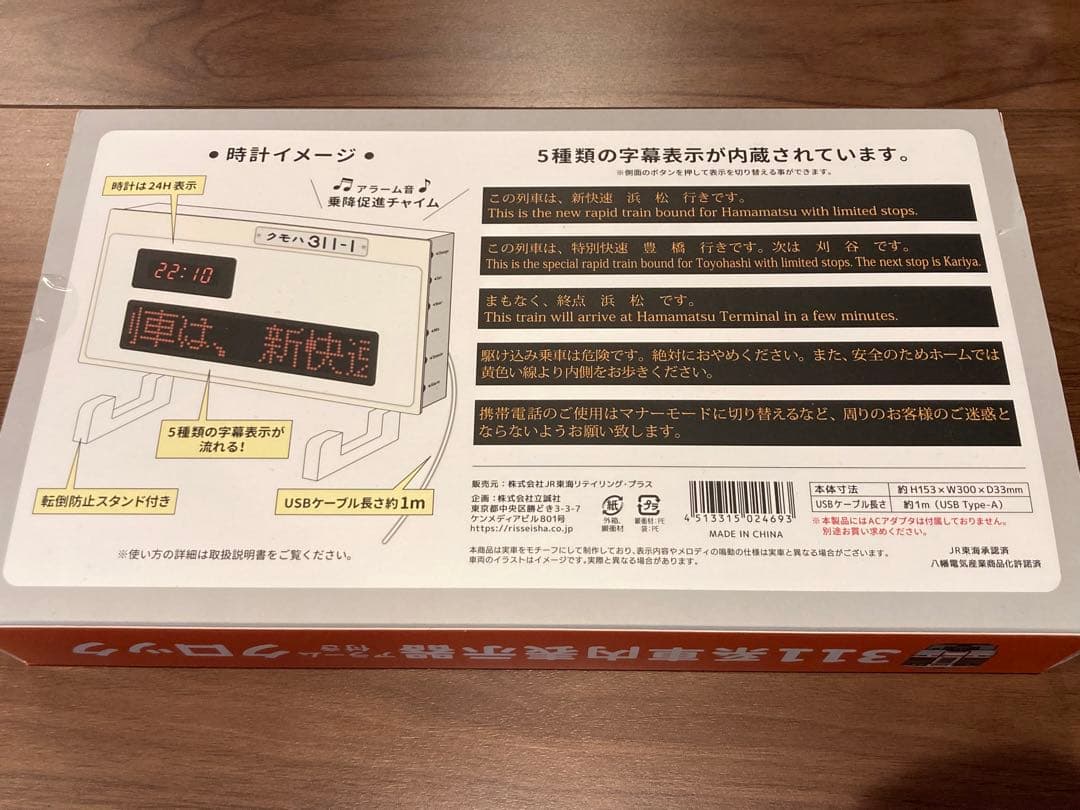 • 時計イメージ •
時計は24H表示
アラーム音
乗降促進チャイム
クモハ311-1
22:10
車は、 新快速
5種類の字幕表示が
流れる!
転倒防止スタンド付き
USBケーブル長さ約1m
※使い方の詳細は取扱説明書をご覧ください。
5種類の字幕表示が内蔵されています。
※側面のボタンを押して表示を切り替える事ができます。
この列車は、新快速 浜 松 行きです。
This is the new rapid train bound for Hamamatsu with limited stops.
この列車は、特別快速 豊 橋 行きです。次は 刈 谷 です。
This is the special rapid train bound for Toyohashi with limited stops. The next stop is Kariya.
まもなく、終点 浜 松 です。
This train will arrive at Hamamatsu Terminal in a few minutes.
駆け込み乗車は危険です。絶対におやめください。また、安全のためホームでは
黄色い線より内側をお歩きください。
携帯電話のご使用はマナーモードに切り替えるなど、周りのお客様のご迷惑と
ならないようお願い致します。
販売元：株式会社JR東海リテイリング・プラス
企画：株式会社立誠社
東京都中央区勝どき3-3-7
ケンメディアビル801号
https://risseisha.co.jp
紙
外箱、
銅衝材
プラ
銅衝材:PE
袋:PE
4 513315 024693
MADE IN CHINA
本体寸法 約 H153×W300×D33mm
USBケーブル長さ 約1m（USB Type-A）
※本製品にはACアダプタは付属しておりません。
別途お買い求めください。
本商品は実車をモチーフにして制作しており、表示内容やメロディの鳴動の仕様は実車と異なる場合がございます。
車両のイラストはイメージです。実際と異なる場合があります。
JR東海承認済
八幡電気産業商品化許諾済
311系車内表示器アラーム付きクロック